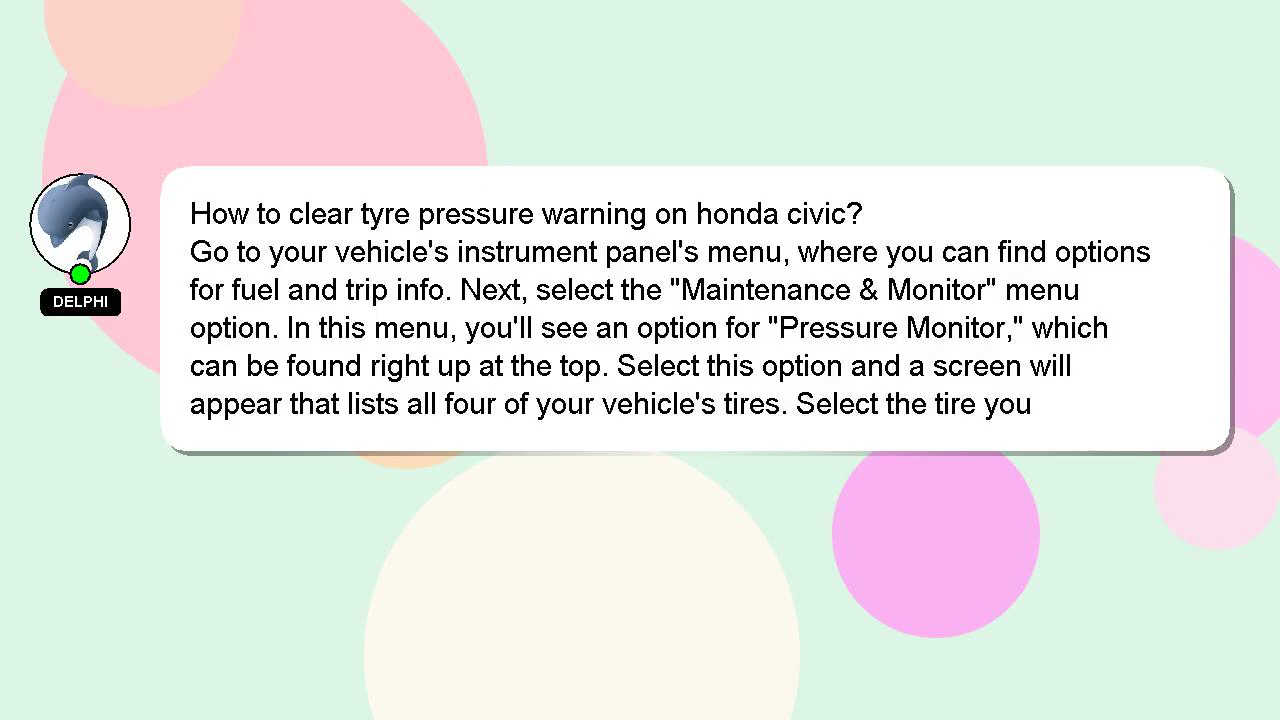 How to clear tyre pressure warning on honda civic?
Go to your vehicle's instrument panel's menu, where you can find options
for fuel and trip info. Next, select the "Maintenance & Monitor" menu
option. In this menu, you'll see an option for "Pressure Monitor," which
can be found right up at the top. Select this option and a screen will
appear that lists all four of your vehicle's tires. Select the tire you
DELPHI